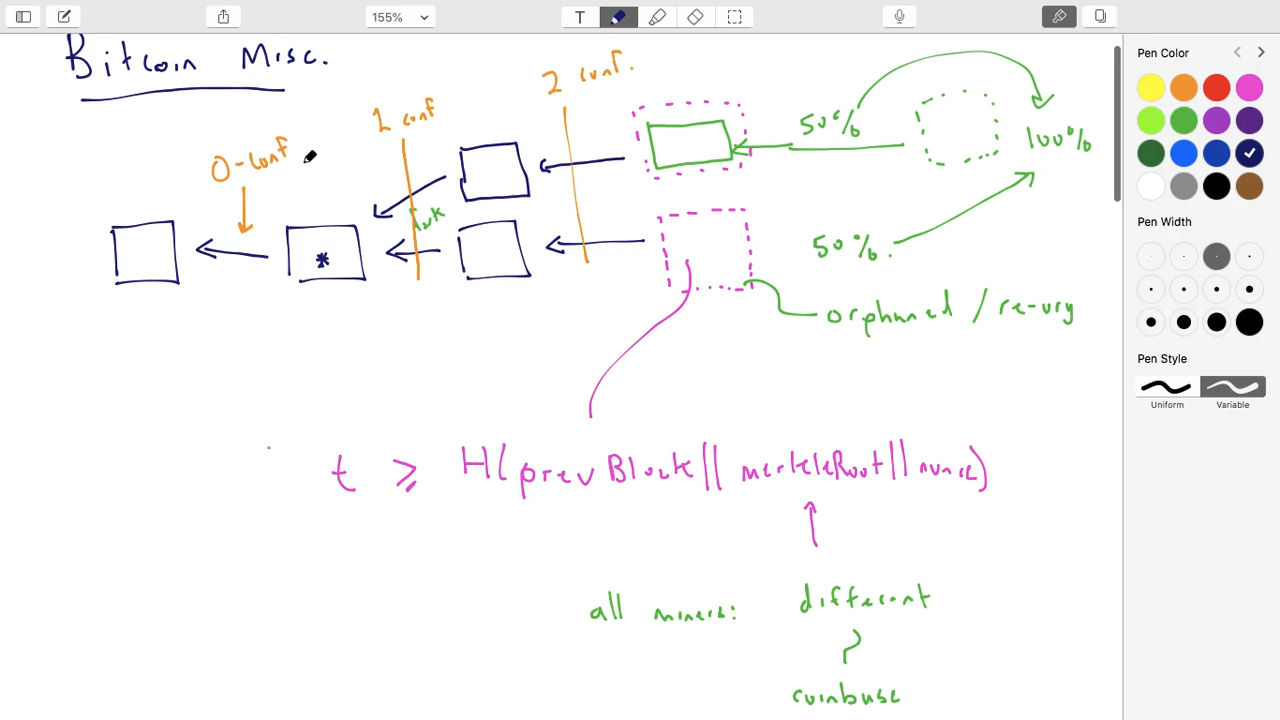 155%
T
Bitcoin Misc.
0-conf
1 conf
2 conf.
fork
50%
100%
50%.
orphaned / re-org
t ≥ H(prevBlock||merkleRoot||nonce)
all miners: different
coinbase
Pen Color
Pen Width
Pen Style
Uniform
Variable